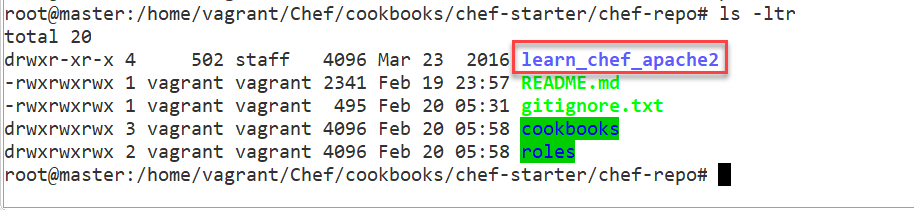 root@master:/home/vagrant/Chef/cookbooks/chef-starter/chef-repo# ls -ltr
total 20
drwxr-xr-x 4     502 staff   4096 Mar 23  2016 learn_chef_apache2
-rwxrwxrwx 1 vagrant vagrant 2341 Feb 19 23:57 README.md
-rwxrwxrwx 1 vagrant vagrant  495 Feb 20 05:31 gitignore.txt
drwxrwxrwx 3 vagrant vagrant 4096 Feb 20 05:58 cookbooks
drwxrwxrwx 2 vagrant vagrant 4096 Feb 20 05:58 roles
root@master:/home/vagrant/Chef/cookbooks/chef-starter/chef-repo#